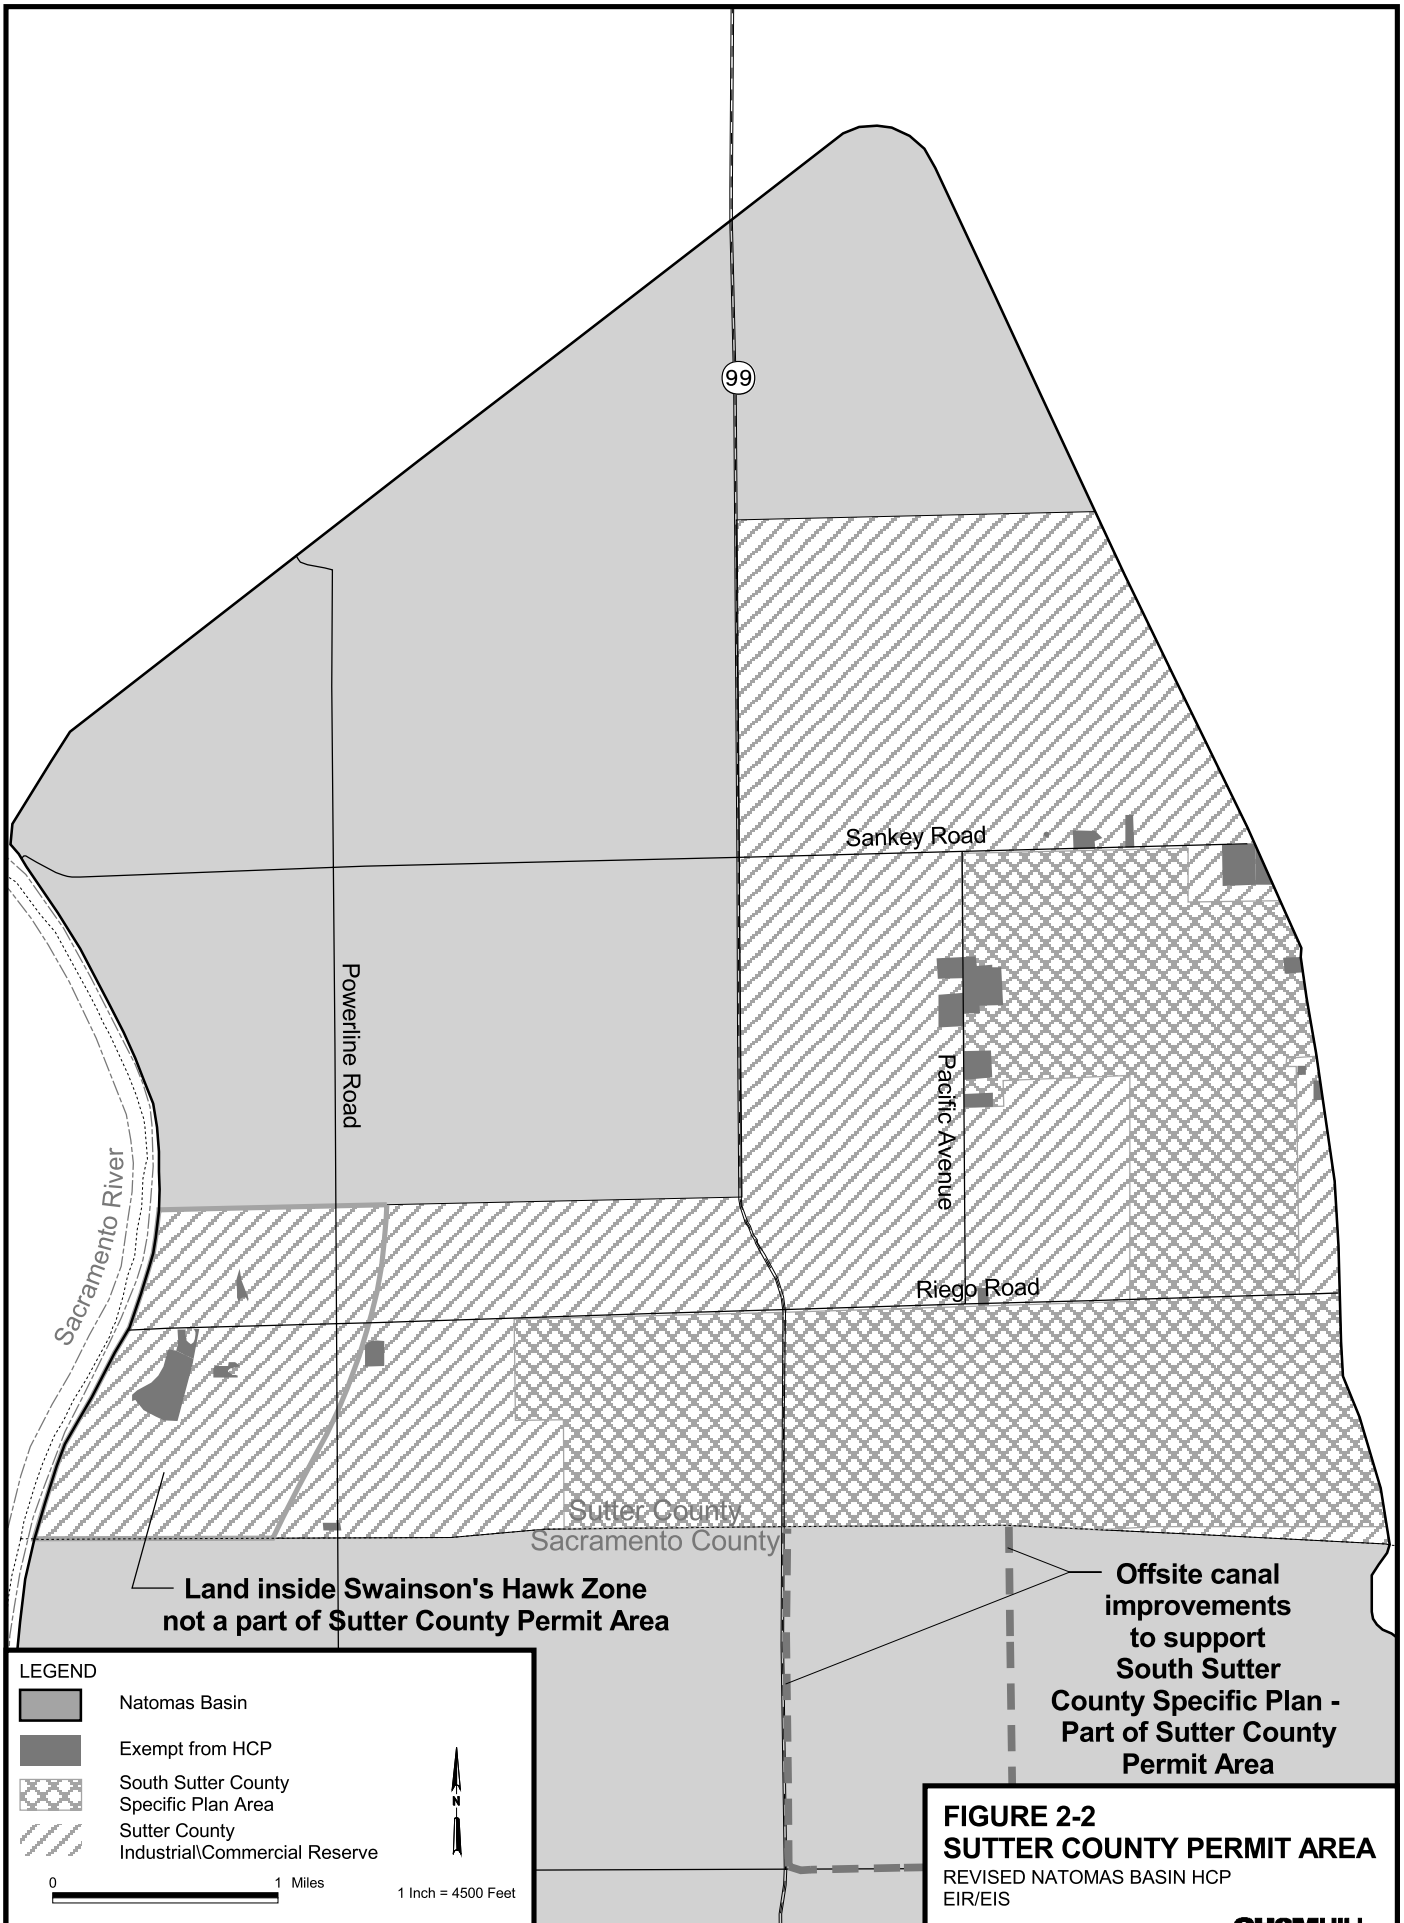 99
Sankey Road
Powerline Road
Pacific Avenue
Sacramento River
Riego Road
Sutter County
Sacramento County
Land inside Swainson's Hawk Zone
not a part of Sutter County Permit Area
Offsite canal
improvements
to support
South Sutter
County Specific Plan -
Part of Sutter County
Permit Area
LEGEND
Natomas Basin
Exempt from HCP
South Sutter County
Specific Plan Area
Sutter County
Industrial\Commercial Reserve
N
0 1 Miles
1 Inch = 4500 Feet
FIGURE 2-2
SUTTER COUNTY PERMIT AREA
REVISED NATOMAS BASIN HCP
EIR/EIS